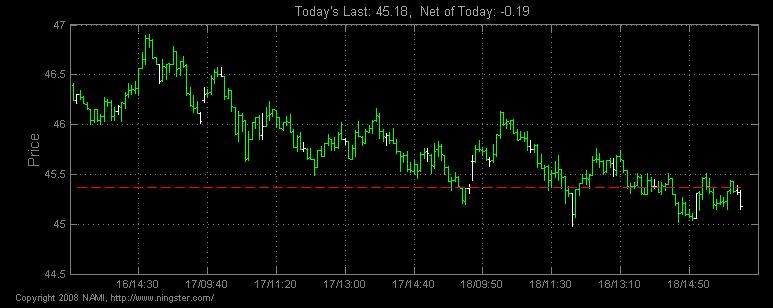 Today's Last: 45.18,  Net of Today: -0.19
47
46.5
46
45.5
45
44.5
Price
16/14:30 17/09:40 17/11:20 17/13:00 17/14:40 18/09:50 18/11:30 18/13:10 18/14:50
Copyright 2008 NAMI, http://www.ningster.com/